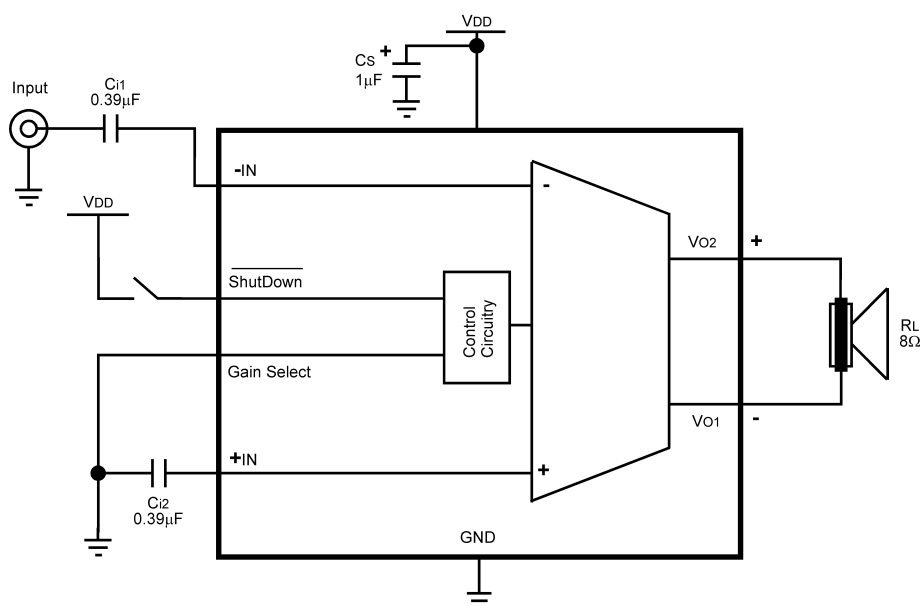 VDD
CS +
1μF
Input
Ci1
0.39μF
-IN
-
VDD
ShutDown
Control
Circuitry
VO2
+
RL
8Ω
Gain Select
VO1
-
+IN
+
Ci2
0.39μF
GND